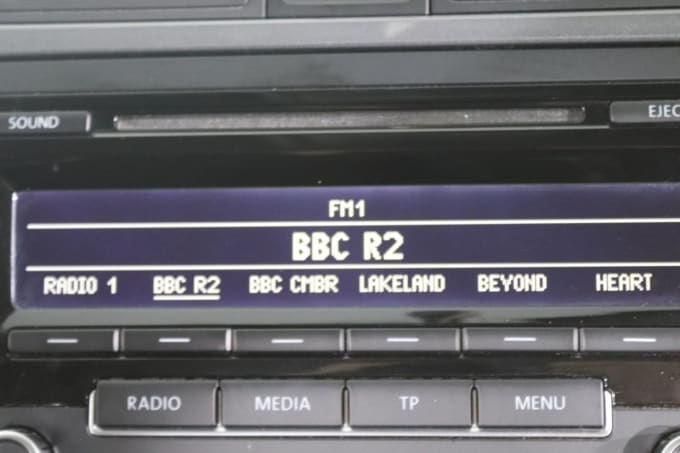 SOUND EJEC
FM1
BBC R2
RADIO 1 BBC R2 BBC CMBR LAKELAND BEYOND HEART
RADIO MEDIA TP MENU